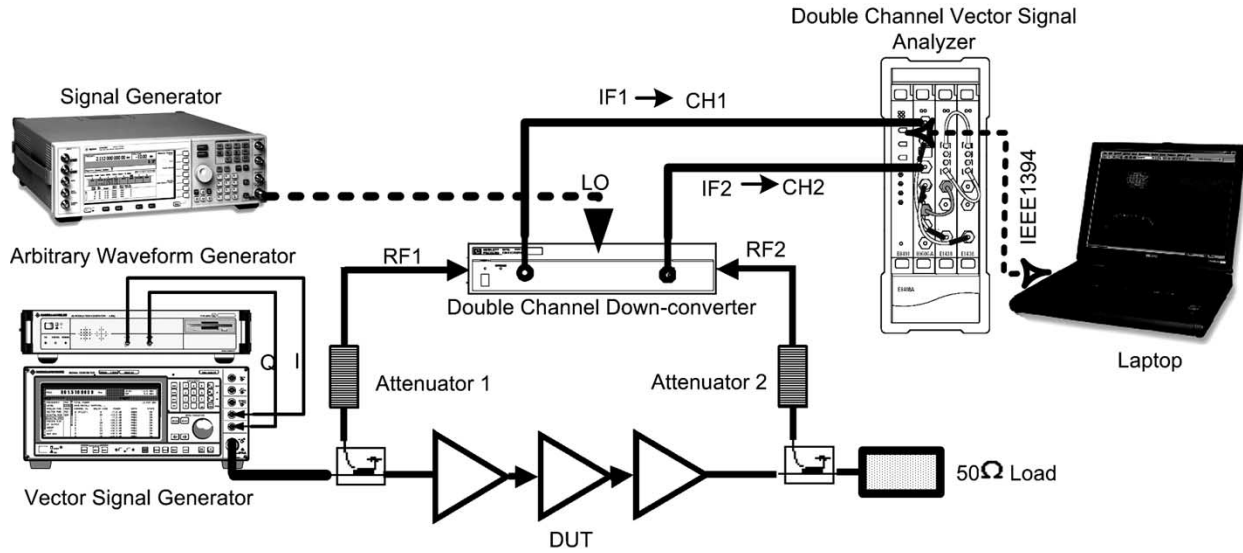 Double Channel Vector Signal
Analyzer
Signal Generator
IF1
CH1
LO
IF2
CH2
IEEE1394
Arbitrary Waveform Generator
RF1
RF2
Double Channel Down-converter
Q
I
Attenuator 1
Attenuator 2
Laptop
Vector Signal Generator
50Ω Load
DUT